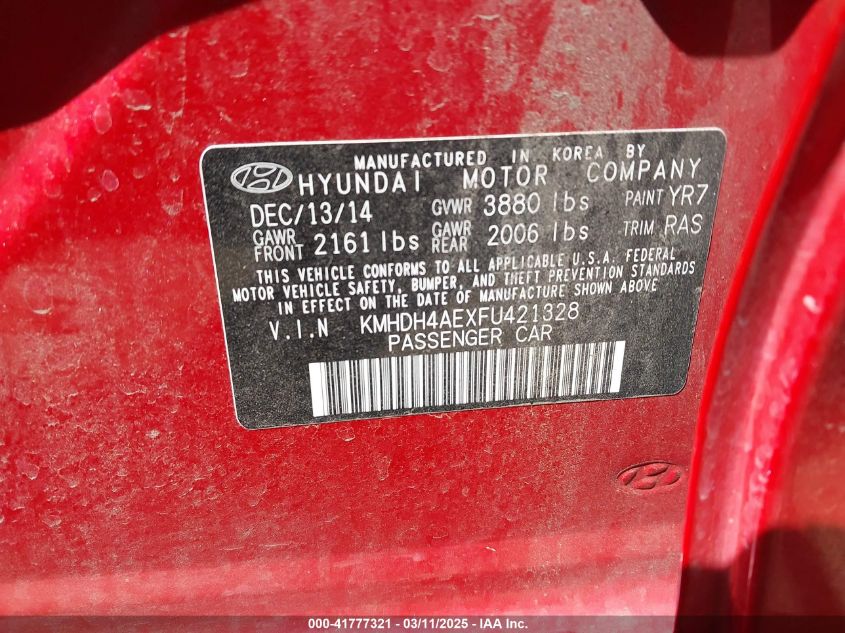 MANUFACTURED IN KOREA BY
HYUNDAI MOTOR COMPANY
DEC/13/14 GVWR 3880 lbs PAINT YR7
GAWR FRONT 2161 lbs GAWR REAR 2006 lbs TRIM RAS
THIS VEHICLE CONFORMS TO ALL APPLICABLE U.S.A. FEDERAL
MOTOR VEHICLE SAFETY, BUMPER, AND THEFT PREVENTION STANDARDS
IN EFFECT ON THE DATE OF MANUFACTURE SHOWN ABOVE
V.I.N KMHDH4AEXFU421328
PASSENGER CAR
000-41777321 - 03/11/2025 - IAA Inc.